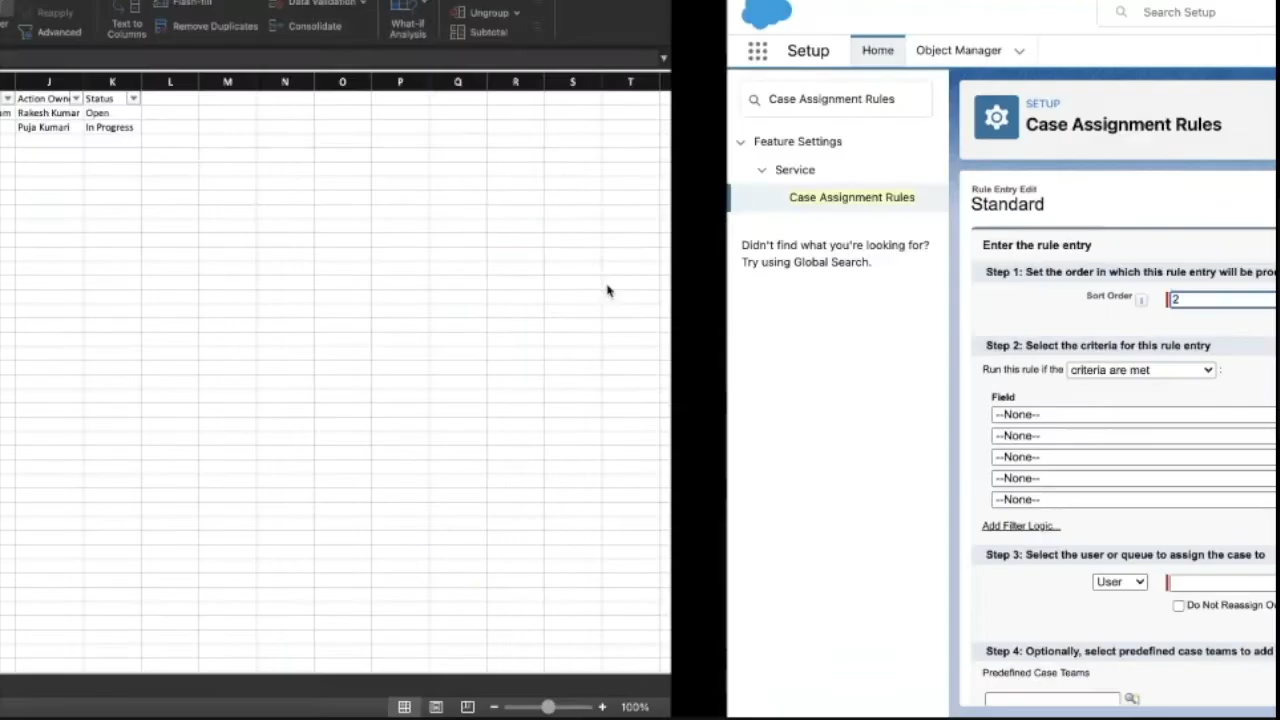 Reapply
Advanced
Text to
Columns
Flash-fill
Remove Duplicates
Data Validation
Consolidate
What-if
Analysis
Ungroup
Subtotal
J K L M N O P Q R S T
Action Own Status
Rakesh Kumar Open
Puja Kumari In Progress
100%
Search Setup
Setup Home Object Manager
Case Assignment Rules
Feature Settings
Service
Case Assignment Rules
Didn't find what you're looking for?
Try using Global Search.
SETUP
Case Assignment Rules
Rule Entry Edit
Standard
Enter the rule entry
Step 1: Set the order in which this rule entry will be pro
Sort Order i 2
Step 2: Select the criteria for this rule entry
Run this rule if the criteria are met :
Field
--None--
--None--
--None--
--None--
--None--
Add Filter Logic...
Step 3: Select the user or queue to assign the case to
User
Do Not Reassign O
Step 4: Optionally, select predefined case teams to add
Predefined Case Teams